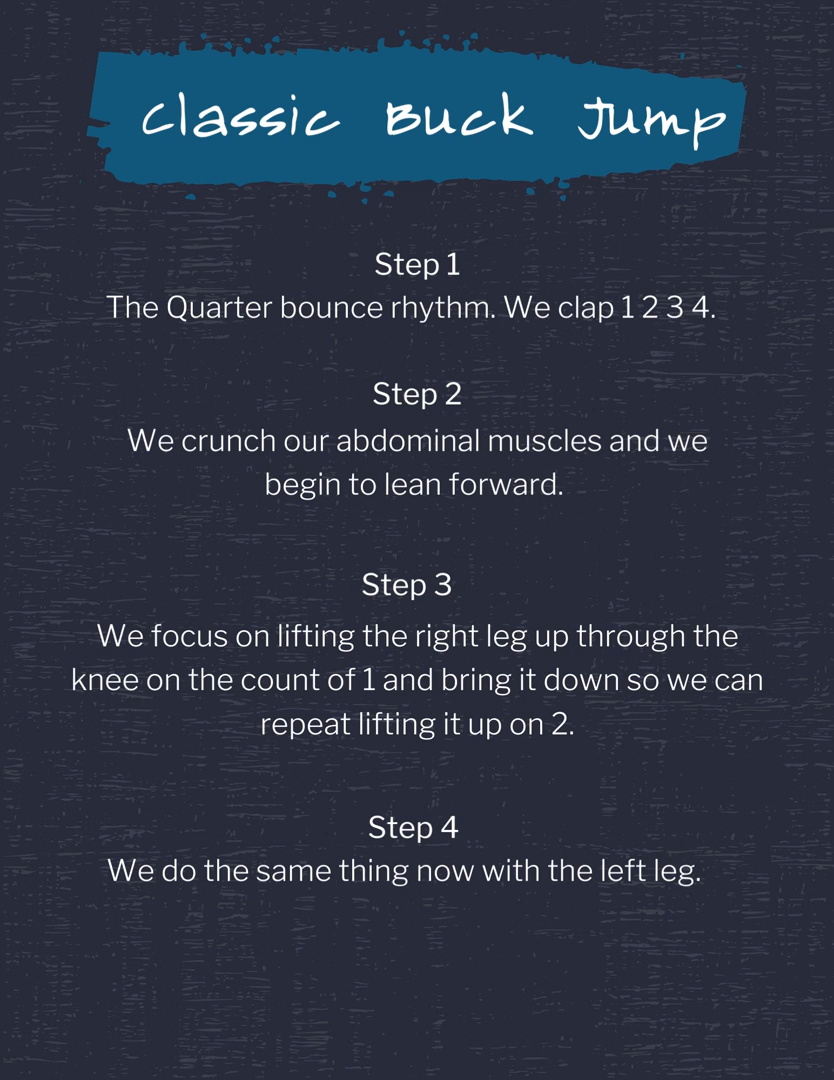 Classic Buck Jump
Step 1
The Quarter bounce rhythm. We clap 1 2 3 4.
Step 2
We crunch our abdominal muscles and we
begin to lean forward.
Step 3
We focus on lifting the right leg up through the
knee on the count of 1 and bring it down so we can
repeat lifting it up on 2.
Step 4
We do the same thing now with the left leg.